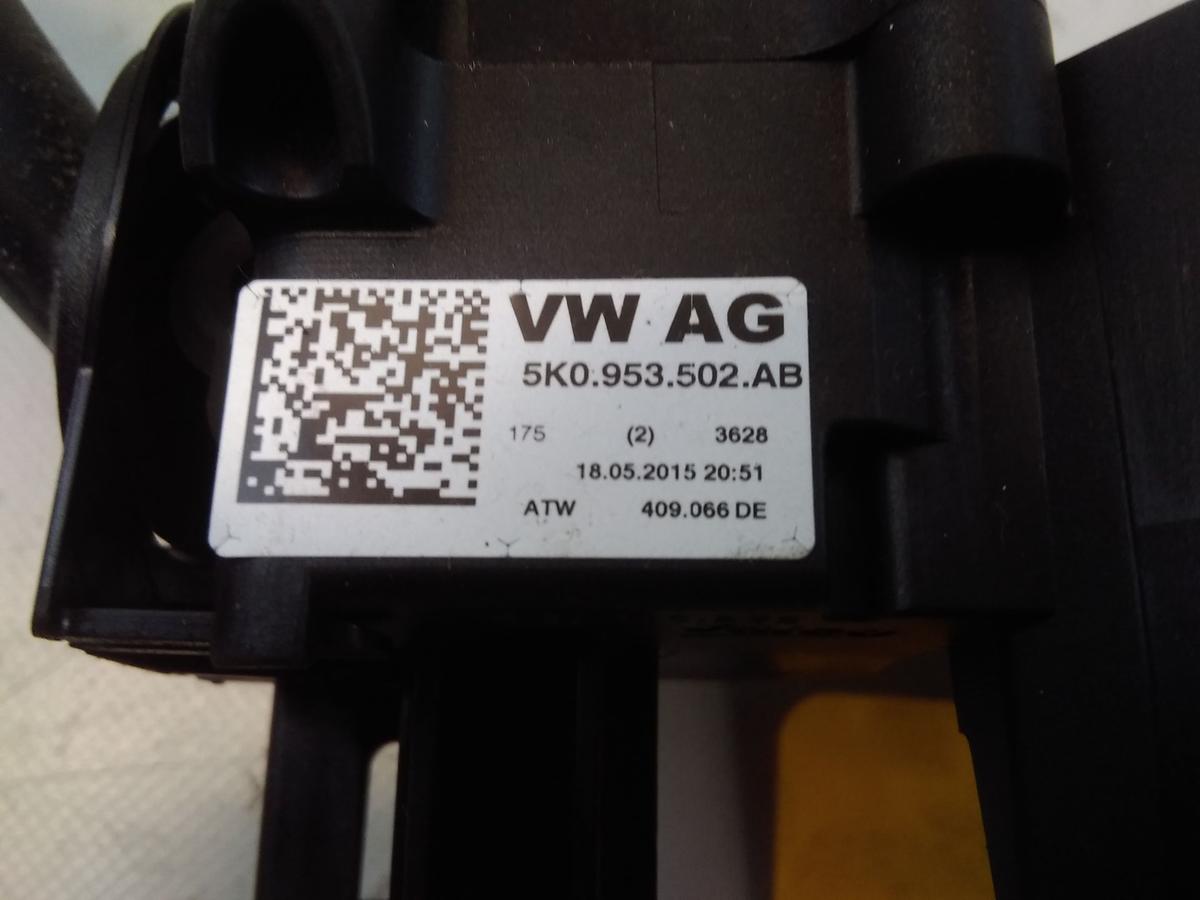 VW AG
5K0.953.502.AB
175 (2) 3628
18.05.2015 20:51
ATW 409.066 DE